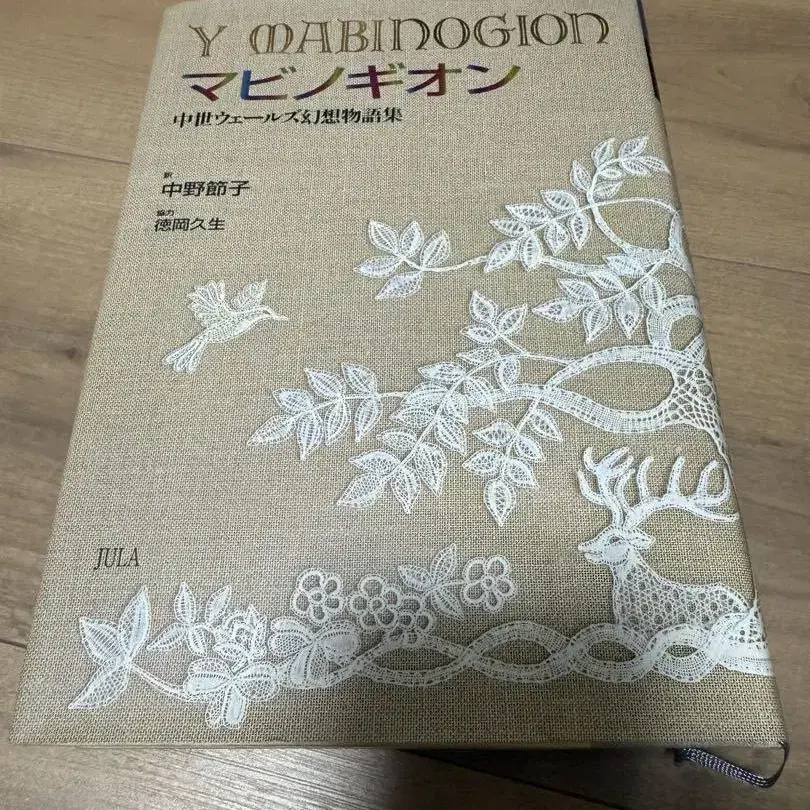 Y MABINOGION
マビノギオン
中世ウェールズ幻想物語集
訳
中野節子
協力
徳岡久生
JULA